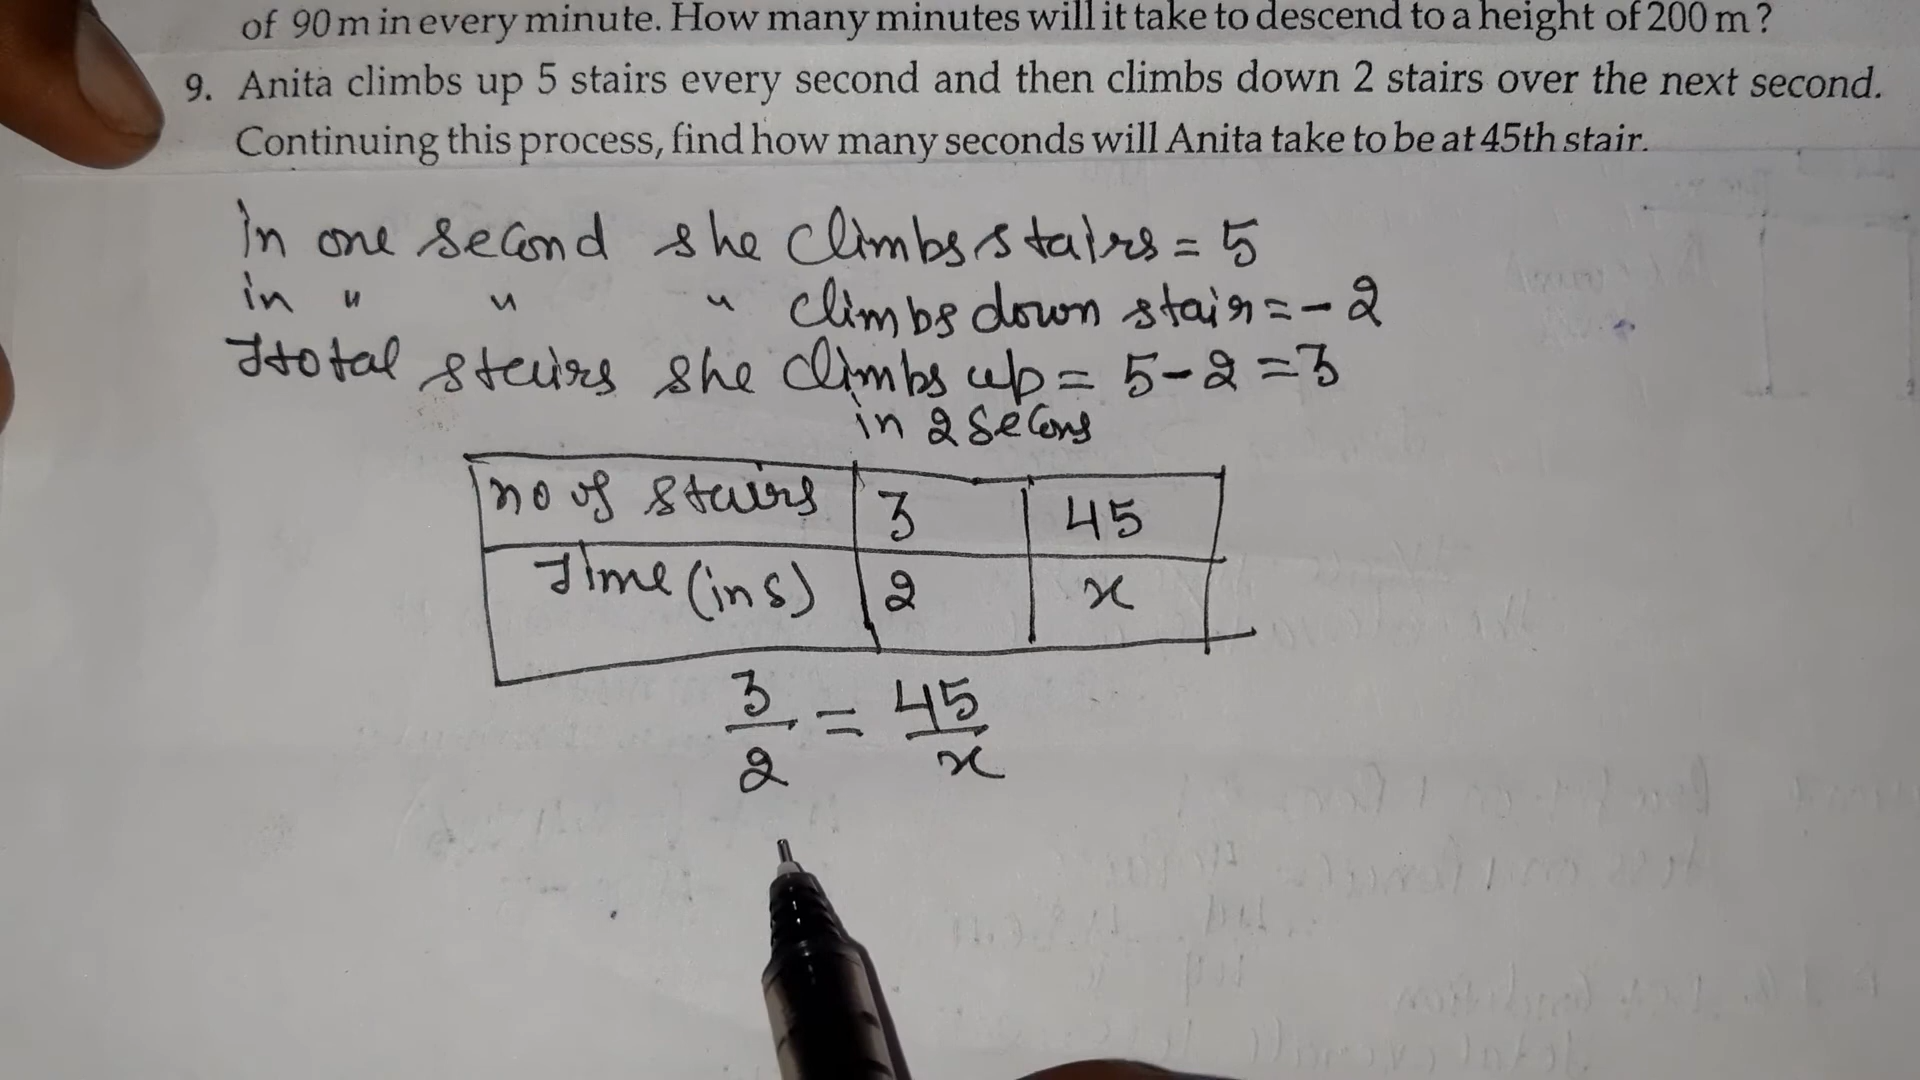 of 90 m in every minute. How many minutes will it take to descend to a height of 200 m?
9. Anita climbs up 5 stairs every second and then climbs down 2 stairs over the next second.
Continuing this process, find how many seconds will Anita take to be at 45th stair.
In one second she climbs stairs = 5
in " " " climbs down stair = - 2
total stairs she climbs up = 5 - 2 = 3
in 2 secons
no of stairs 3 45
Time (in s) 2 x
3/2 = 45/x